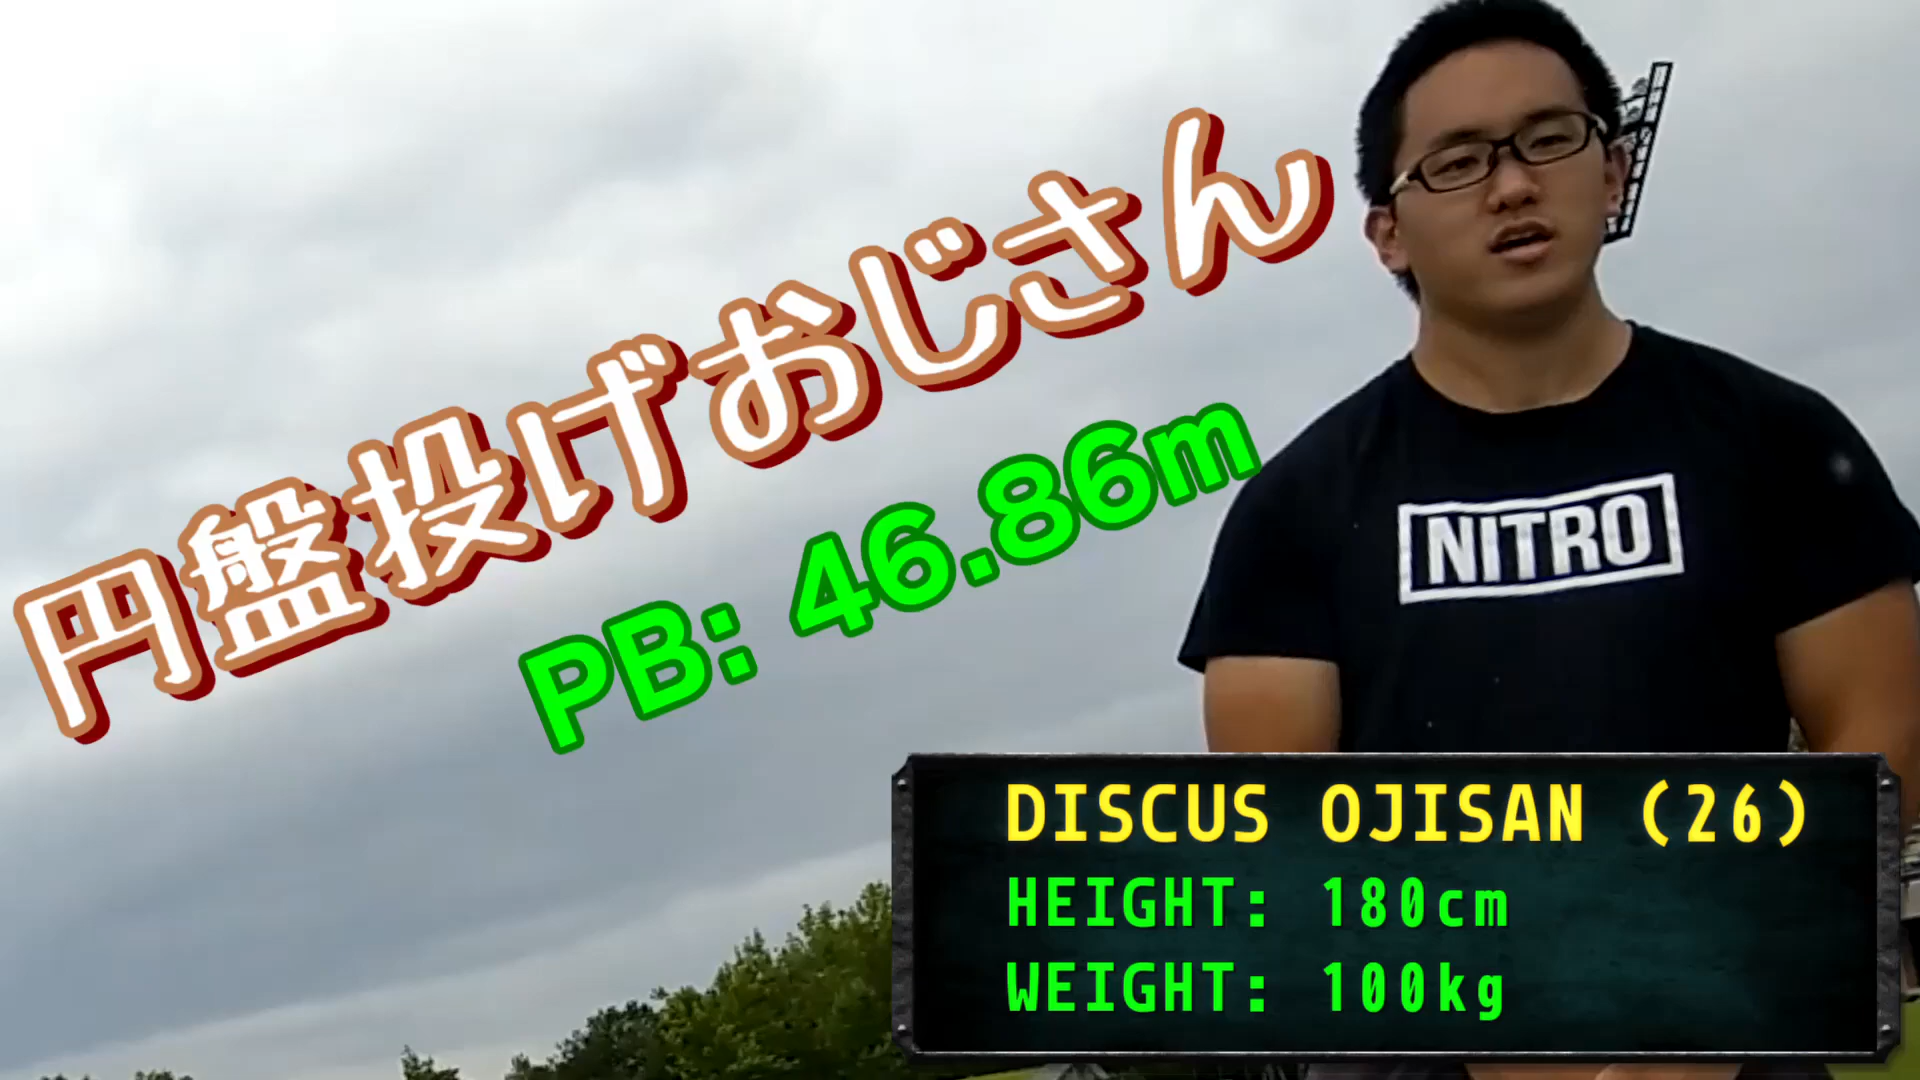 円盤投げおじさん
PB: 46.86m
NITRO
DISCUS OJISAN (26)
HEIGHT: 180cm
WEIGHT: 100kg